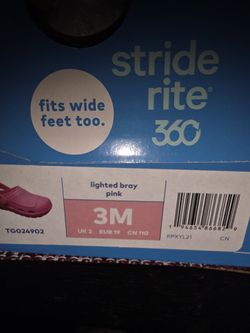 stride
rite®
360
fits wide
feet too.
lighted bray
pink
3M
UK 2 EUR 19 CN 110
TG024902
FPXYL21
CN